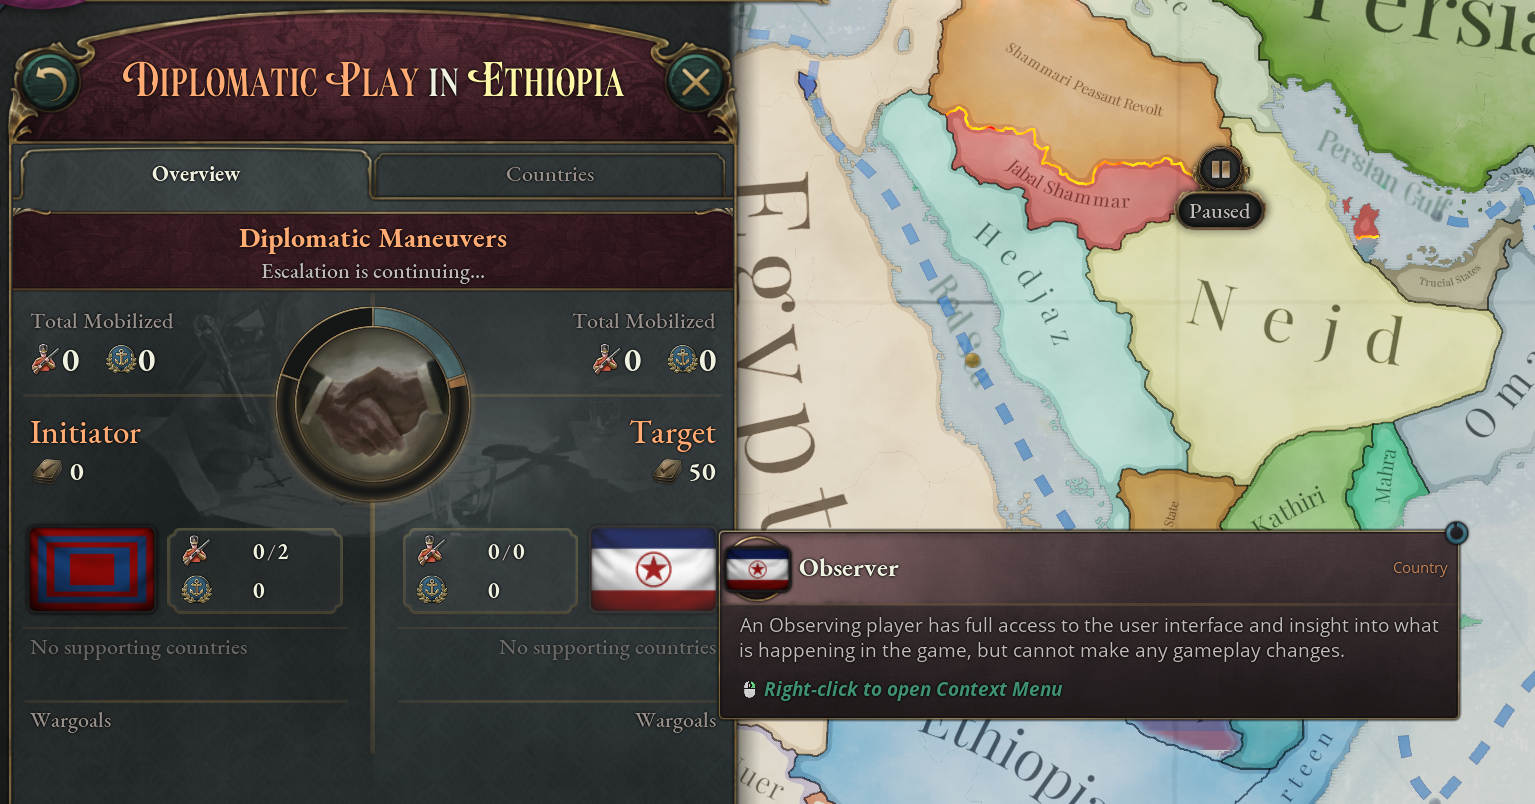 Diplomatic Play in Ethiopia
Overview
Countries
Diplomatic Maneuvers
Escalation is continuing...
Total Mobilized
0
0
Total Mobilized
0
0
Initiator
0
Target
50
0/2
0
0/0
0
No supporting countries
No supporting countries
Wargoals
Wargoals
Persia
Shammari Peasant Revolt
Jabal Shammar
Paused
Persian Gulf
Trucial States
Egypt
Hedjaz
Red Sea
Nejd
Oma
Mahra
Kathiri
State
Observer
Country
An Observing player has full access to the user interface and insight into what
is happening in the game, but cannot make any gameplay changes.
Right-click to open Context Menu
Ethiopia
uer
rteen